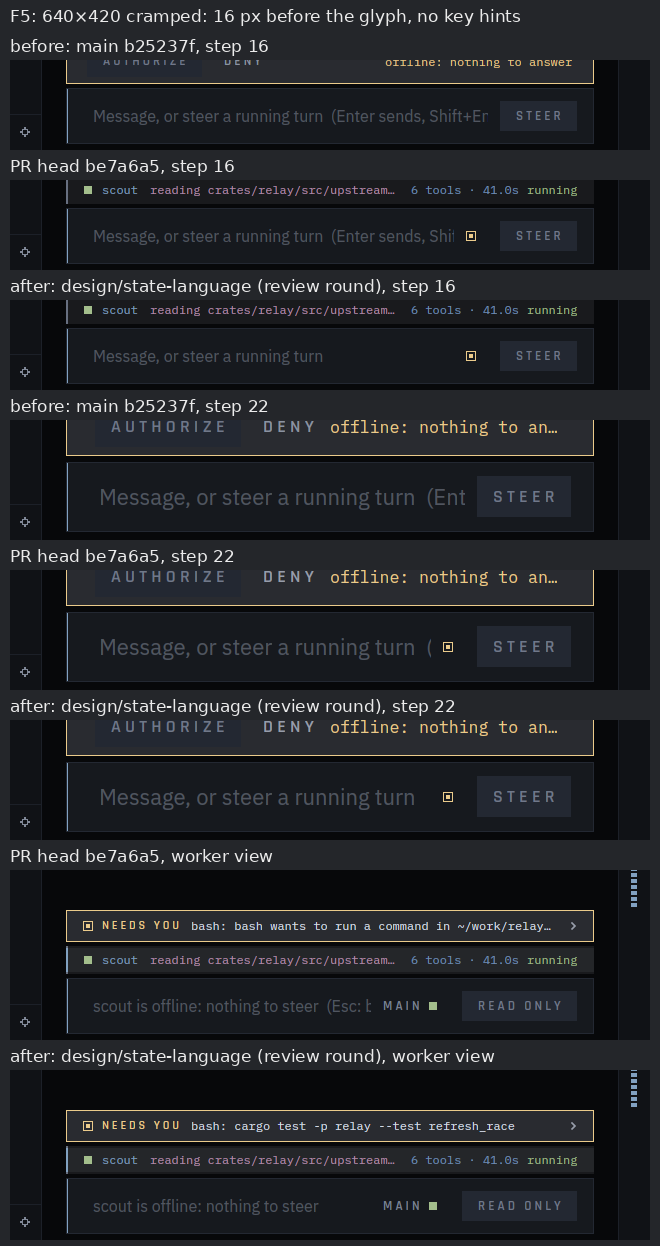 F5: 640×420 cramped: 16 px before the glyph, no key hints
before: main b25237f, step 16
AUTHORIZE DENY offline: nothing to answer
Message, or steer a running turn (Enter sends, Shift+Er STEER
PR head be7a6a5, step 16
scout reading crates/relay/src/upstream… 6 tools · 41.0s running
Message, or steer a running turn (Enter sends, Shif STEER
after: design/state-language (review round), step 16
scout reading crates/relay/src/upstream… 6 tools · 41.0s running
Message, or steer a running turn STEER
before: main b25237f, step 22
AUTHORIZE DENY offline: nothing to an…
Message, or steer a running turn (Ent STEER
PR head be7a6a5, step 22
AUTHORIZE DENY offline: nothing to an…
Message, or steer a running turn ( STEER
after: design/state-language (review round), step 22
AUTHORIZE DENY offline: nothing to an…
Message, or steer a running turn STEER
PR head be7a6a5, worker view
NEEDS YOU bash: bash wants to run a command in ~/work/relay… ›
scout reading crates/relay/src/upstream… 6 tools · 41.0s running
scout is offline: nothing to steer (Esc: b MAIN READ ONLY
after: design/state-language (review round), worker view
NEEDS YOU bash: cargo test -p relay --test refresh_race ›
scout reading crates/relay/src/upstream… 6 tools · 41.0s running
scout is offline: nothing to steer MAIN READ ONLY